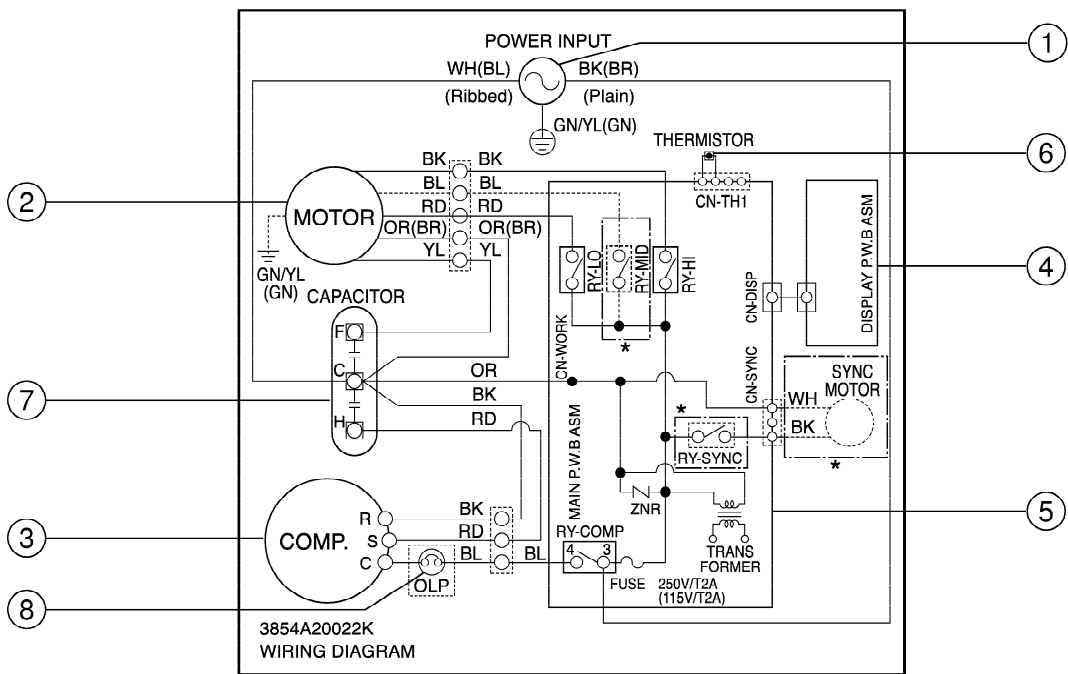 POWER INPUT
1
WH(BL)
BK(BR)
(Ribbed)
(Plain)
GN/YL(GN)
THERMISTOR
6
CN-TH1
2
MOTOR
BK
BK
BL
BL
RD
RD
OR(BR)
OR(BR)
YL
YL
GN/YL
(GN)
RY-LO
RY-MID
RY-HI
*
CN-DISP
DISPLAY P.W.B ASM
4
CAPACITOR
F
C
H
7
CN-WORK
OR
BK
RD
CN-SYNC
SYNC
MOTOR
WH
BK
*
*
RY-SYNC
MAIN P.W.B ASM
ZNR
TRANS
FORMER
5
3
COMP.
R
S
C
BK
RD
BL
BL
OLP
8
RY-COMP
4
3
FUSE
250V/T2A
(115V/T2A)
3854A20022K
WIRING DIAGRAM